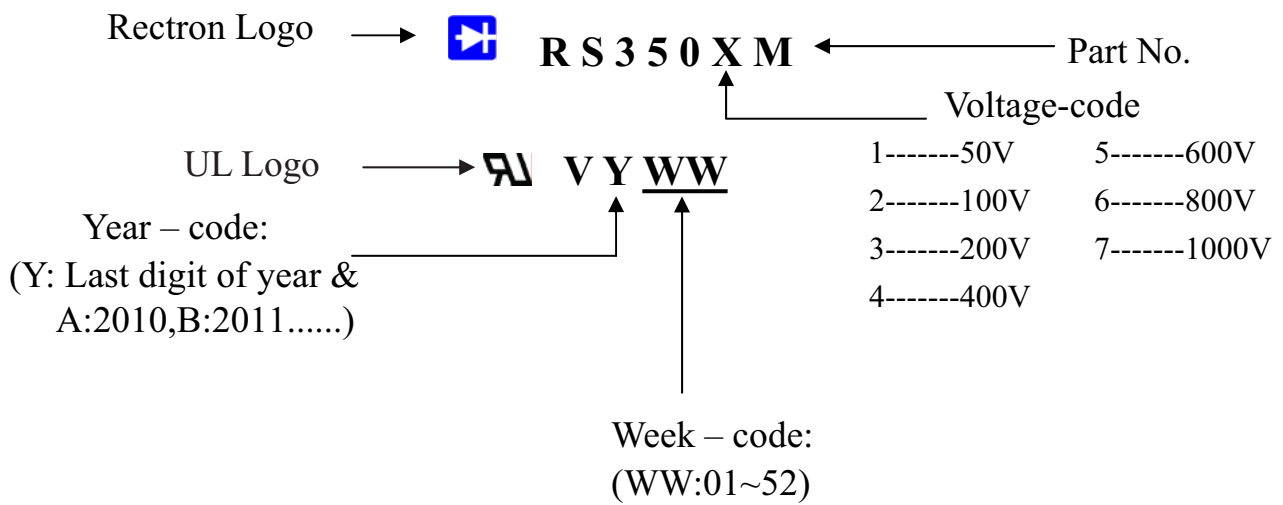 Rectron Logo
R S 3 5 0 X M
Part No.
Voltage-code
1-------50V 5-------600V
2-------100V 6-------800V
3-------200V 7-------1000V
4-------400V
UL Logo
V Y WW
Year – code:
(Y: Last digit of year &
A:2010,B:2011......)
Week – code:
(WW:01~52)